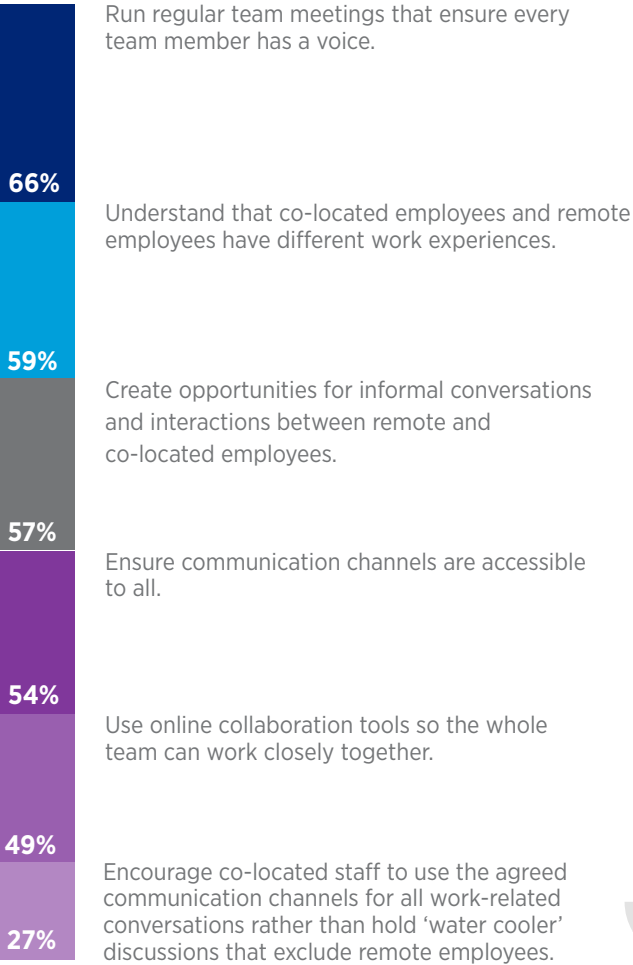 Run regular team meetings that ensure every
team member has a voice.
66%
Understand that co-located employees and remote
employees have different work experiences.
59%
Create opportunities for informal conversations
and interactions between remote and
co-located employees.
57%
Ensure communication channels are accessible
to all.
54%
Use online collaboration tools so the whole
team can work closely together.
49%
Encourage co-located staff to use the agreed
communication channels for all work-related
conversations rather than hold ‘water cooler’
discussions that exclude remote employees.
27%